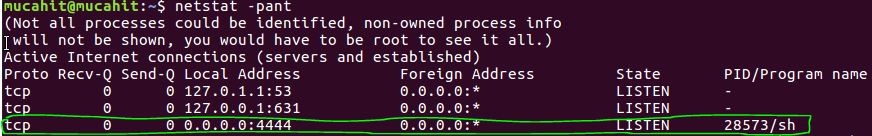 mucahit@mucahit:~$ netstat -pant
(Not all processes could be identified, non-owned process info
 will not be shown, you would have to be root to see it all.)
Active Internet connections (servers and established)
Proto Recv-Q Send-Q Local Address           Foreign Address         State       PID/Program name
tcp        0      0 127.0.1.1:53            0.0.0.0:*               LISTEN      -
tcp        0      0 127.0.0.1:631           0.0.0.0:*               LISTEN      -
tcp        0      0 0.0.0.0:4444            0.0.0.0:*               LISTEN      28573/sh